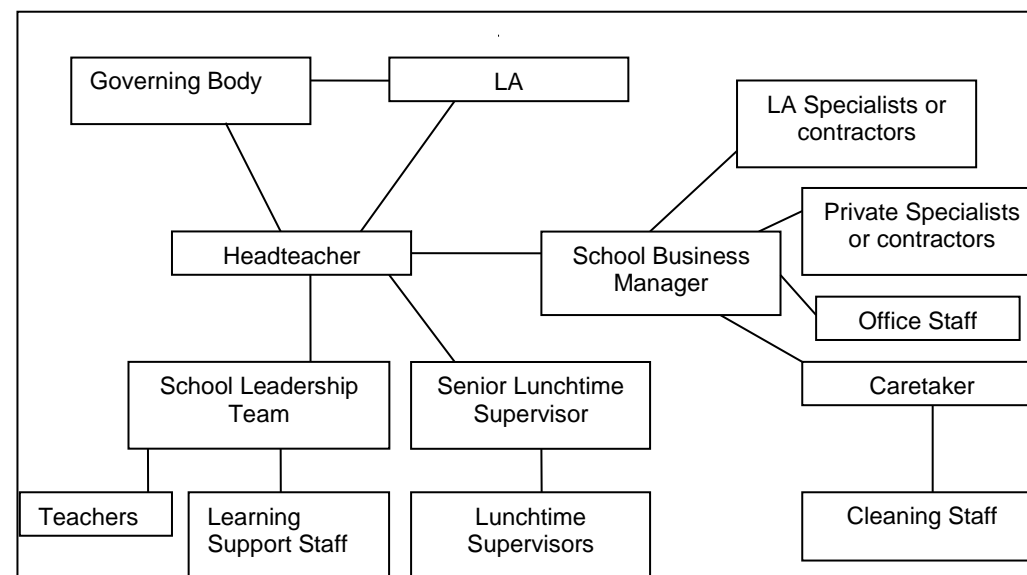 Governing Body
LA
LA Specialists or
contractors
Private Specialists
or contractors
Headteacher
School Business
Manager
Office Staff
School Leadership
Team
Senior Lunchtime
Supervisor
Caretaker
Teachers
Learning
Support Staff
Lunchtime
Supervisors
Cleaning Staff